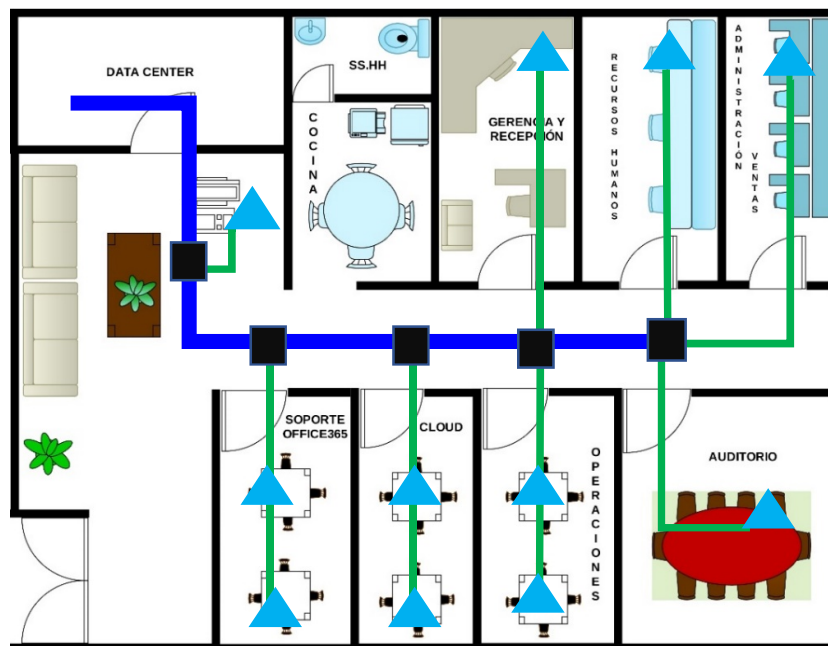 DATA CENTER
SS.HH
COCINA
GERENCIA Y
RECEPCIÓN
RECURSOS HUMANOS
ADMINISTRACIÓN
VENTAS
SOPORTE
OFFICE365
CLOUD
OPERACIONES
AUDITORIO